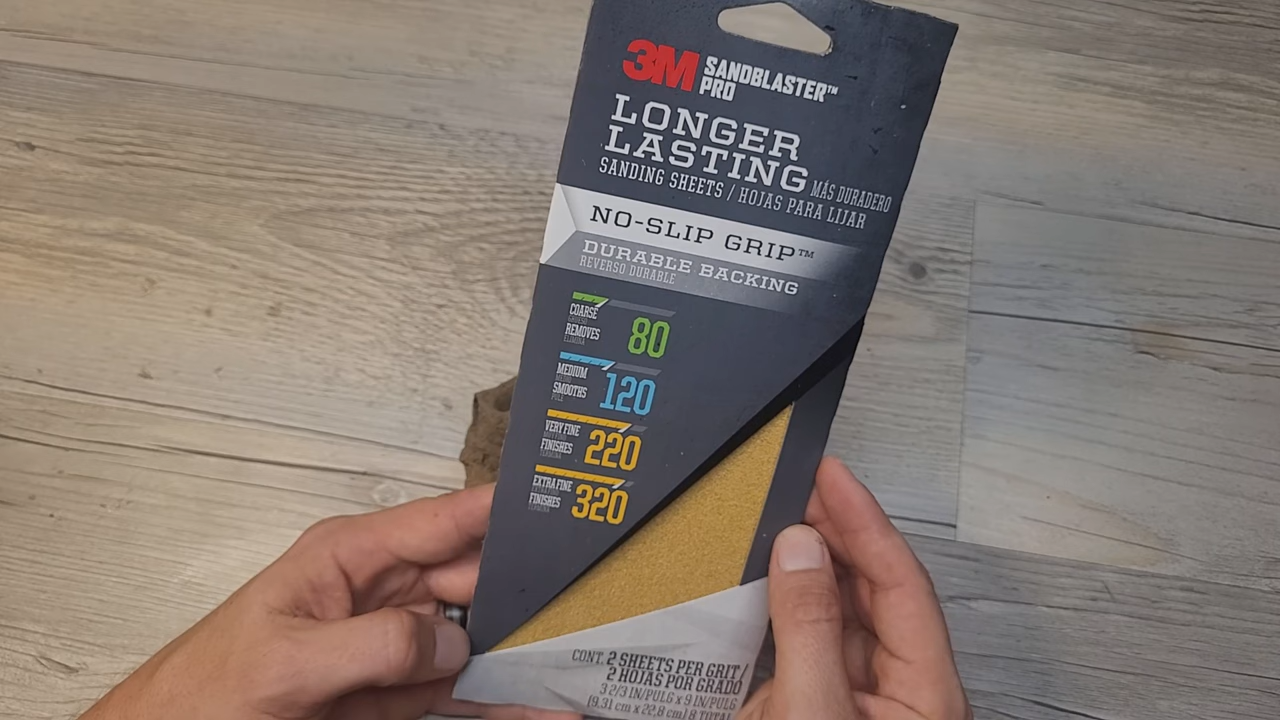 3M SANDBLASTER™
PRO
LONGER
LASTING MÁS DURADERO
SANDING SHEETS / HOJAS PARA LIJAR
NO-SLIP GRIP™
DURABLE BACKING
REVERSO DURABLE
COARSE
REMOVES
80
MEDIUM
SMOOTHS
120
VERY FINE
FINISHES
220
EXTRA FINE
FINISHES
320
CONT. 2 SHEETS PER GRIT /
2 HOJAS POR GRADO
3 2/3 IN/PULG x 9 IN/PULG
(9.31 cm x 22,8 cm) 8 TOTAL